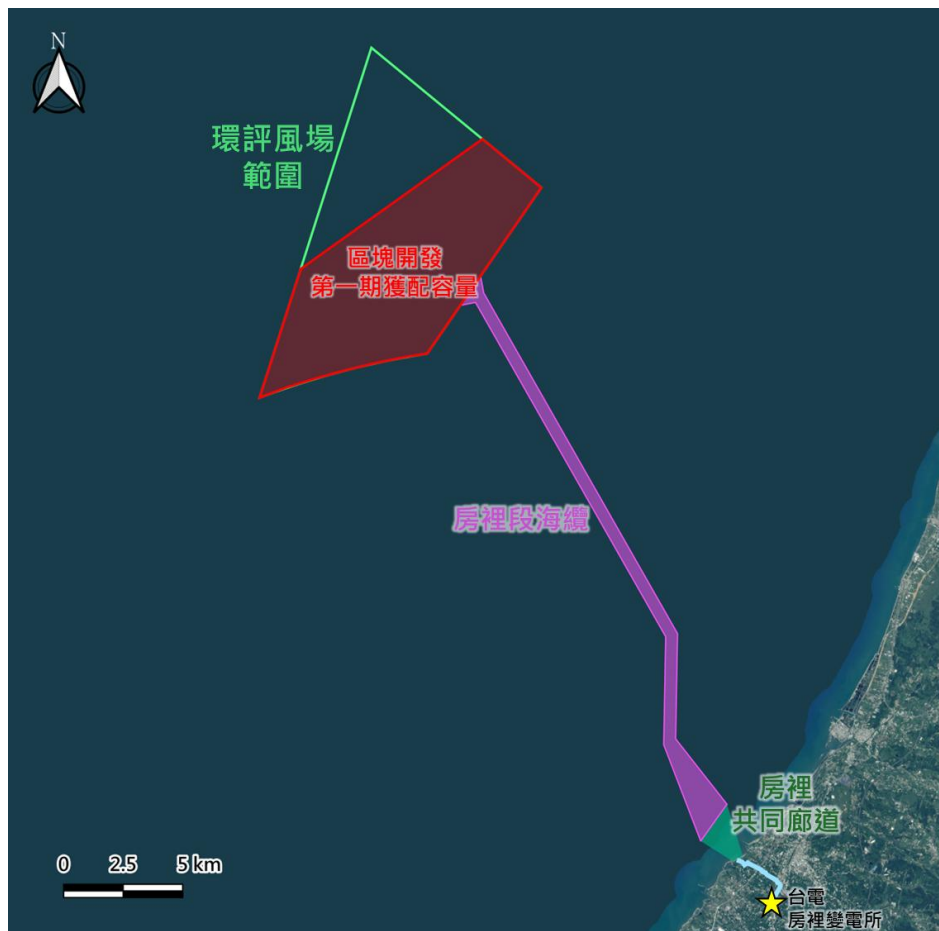 N
環評風場
範圍
區塊開發
第一期獲配容量
房裡段海纜
房裡
共同廊道
0 2.5 5 km
台電
房裡變電所